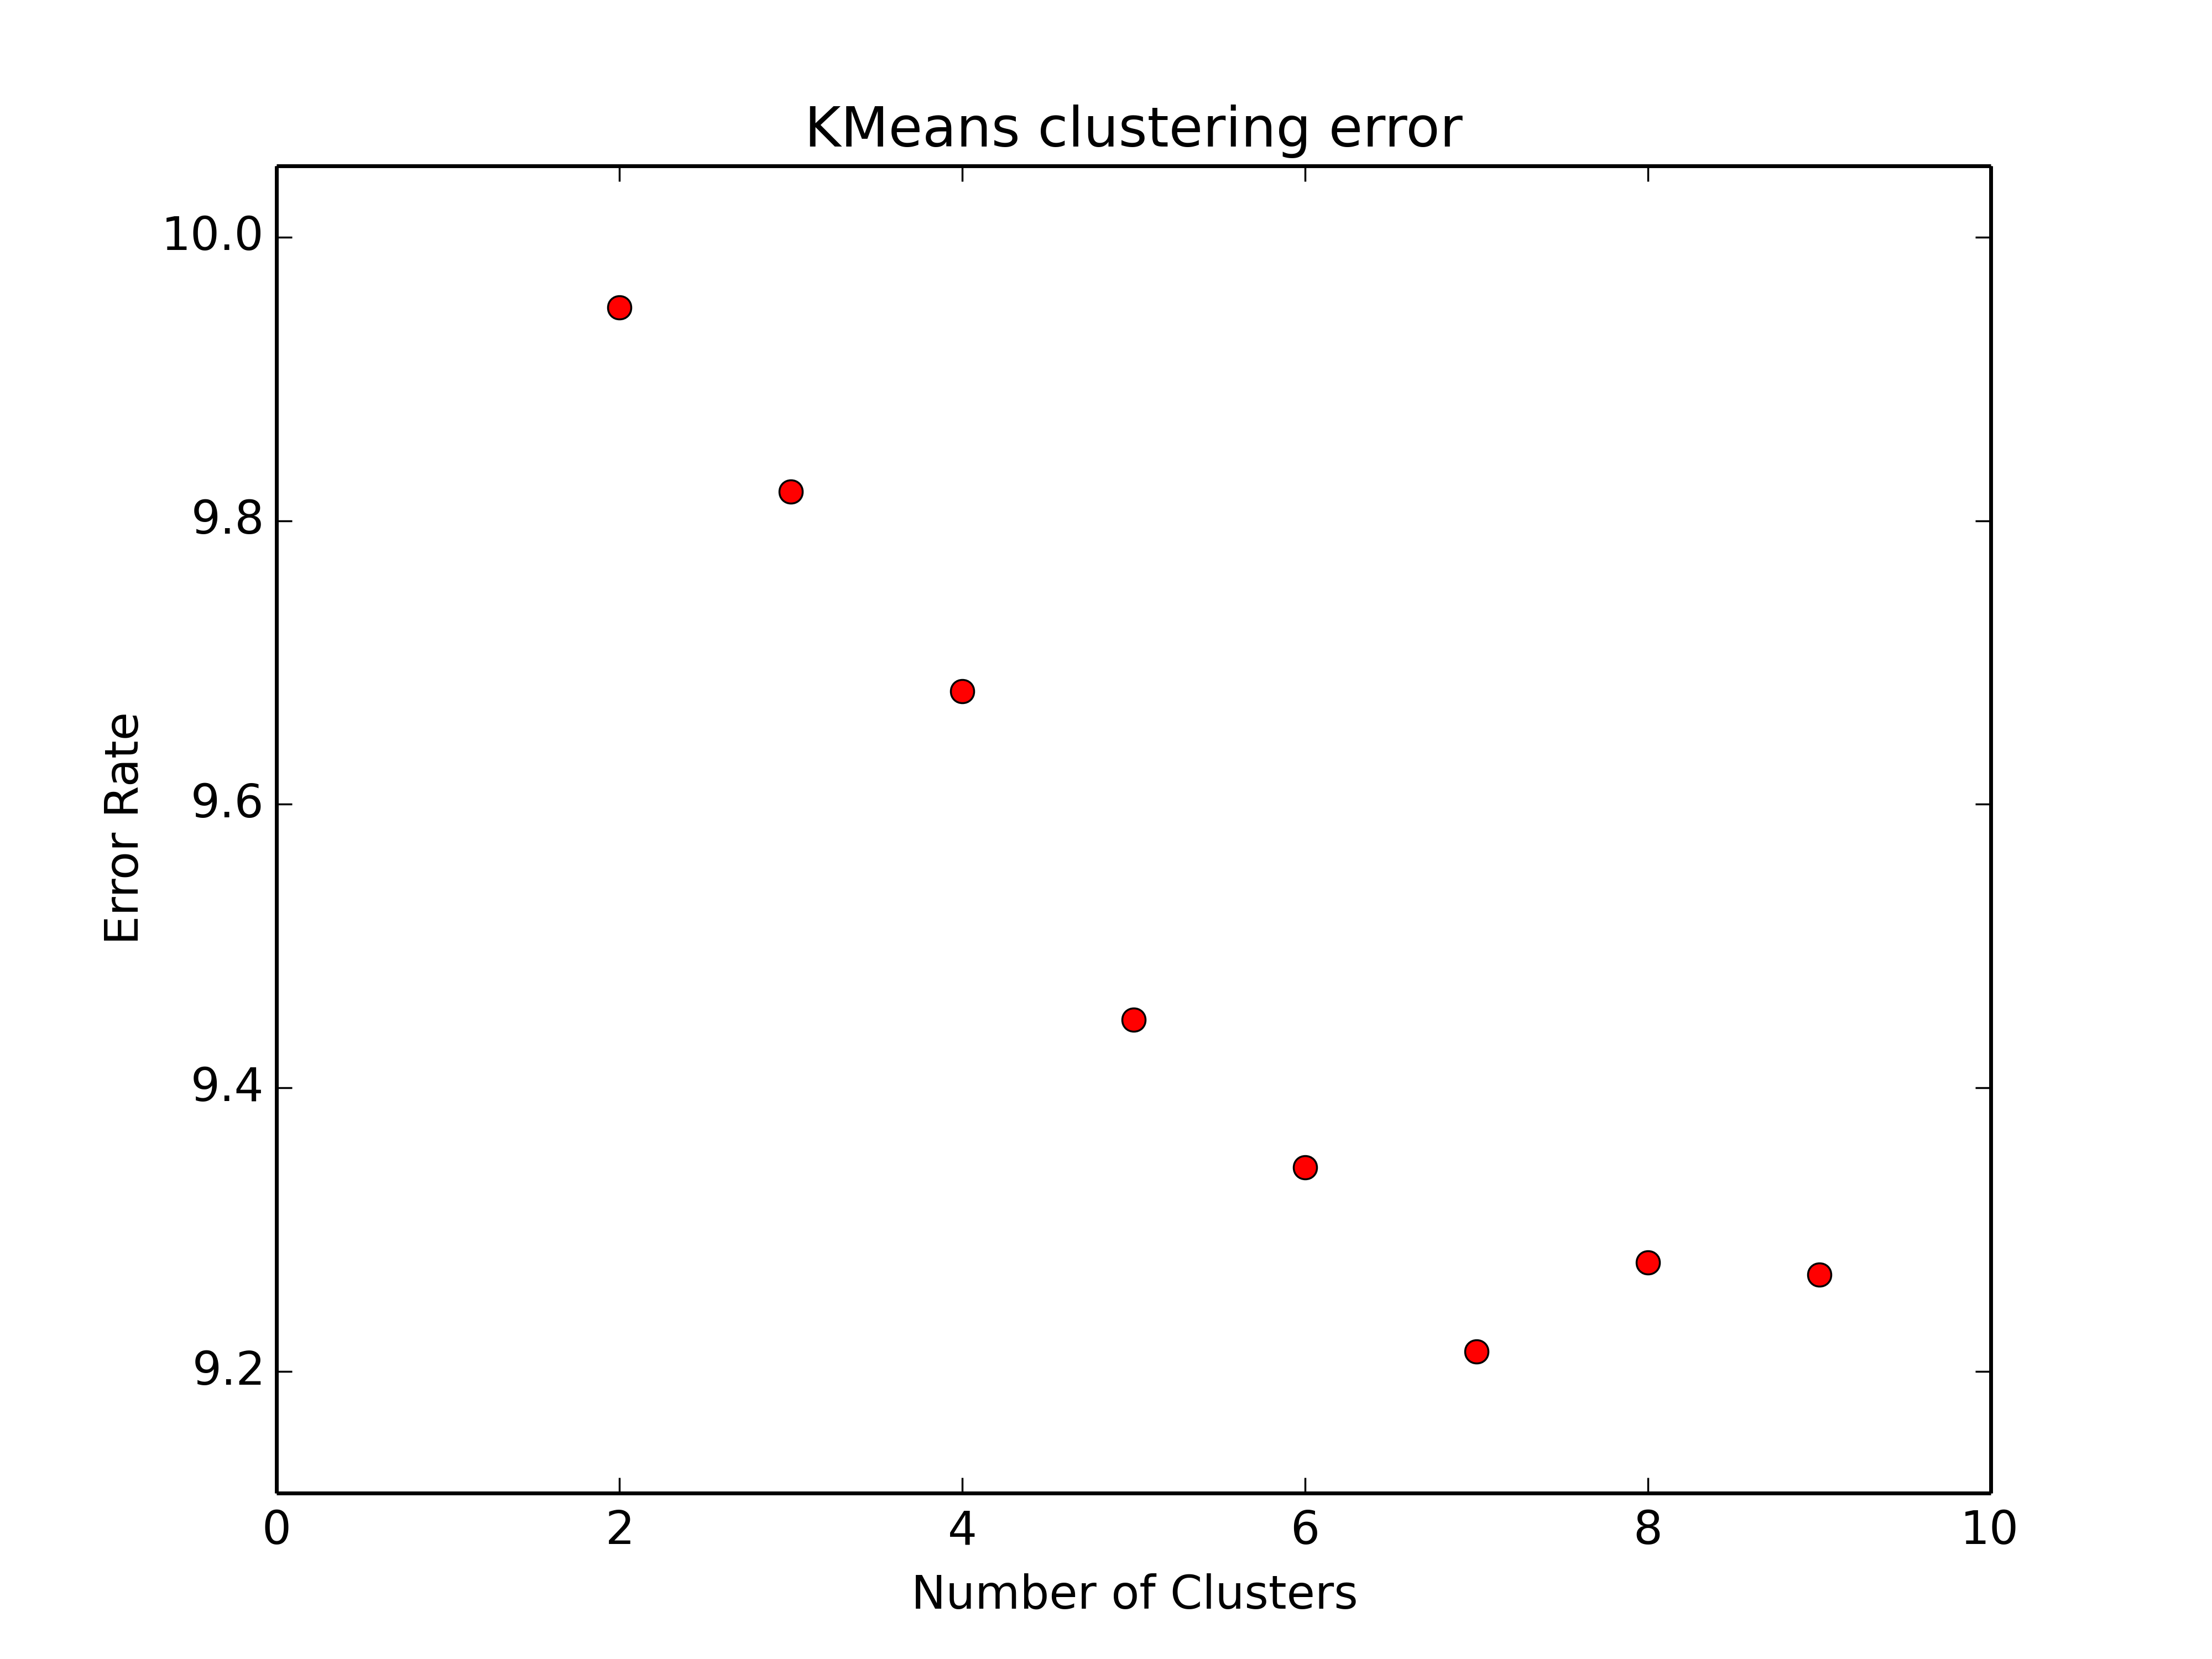 KMeans clustering error
10.0
9.8
9.6
9.4
9.2
Error Rate
0 2 4 6 8 10
Number of Clusters